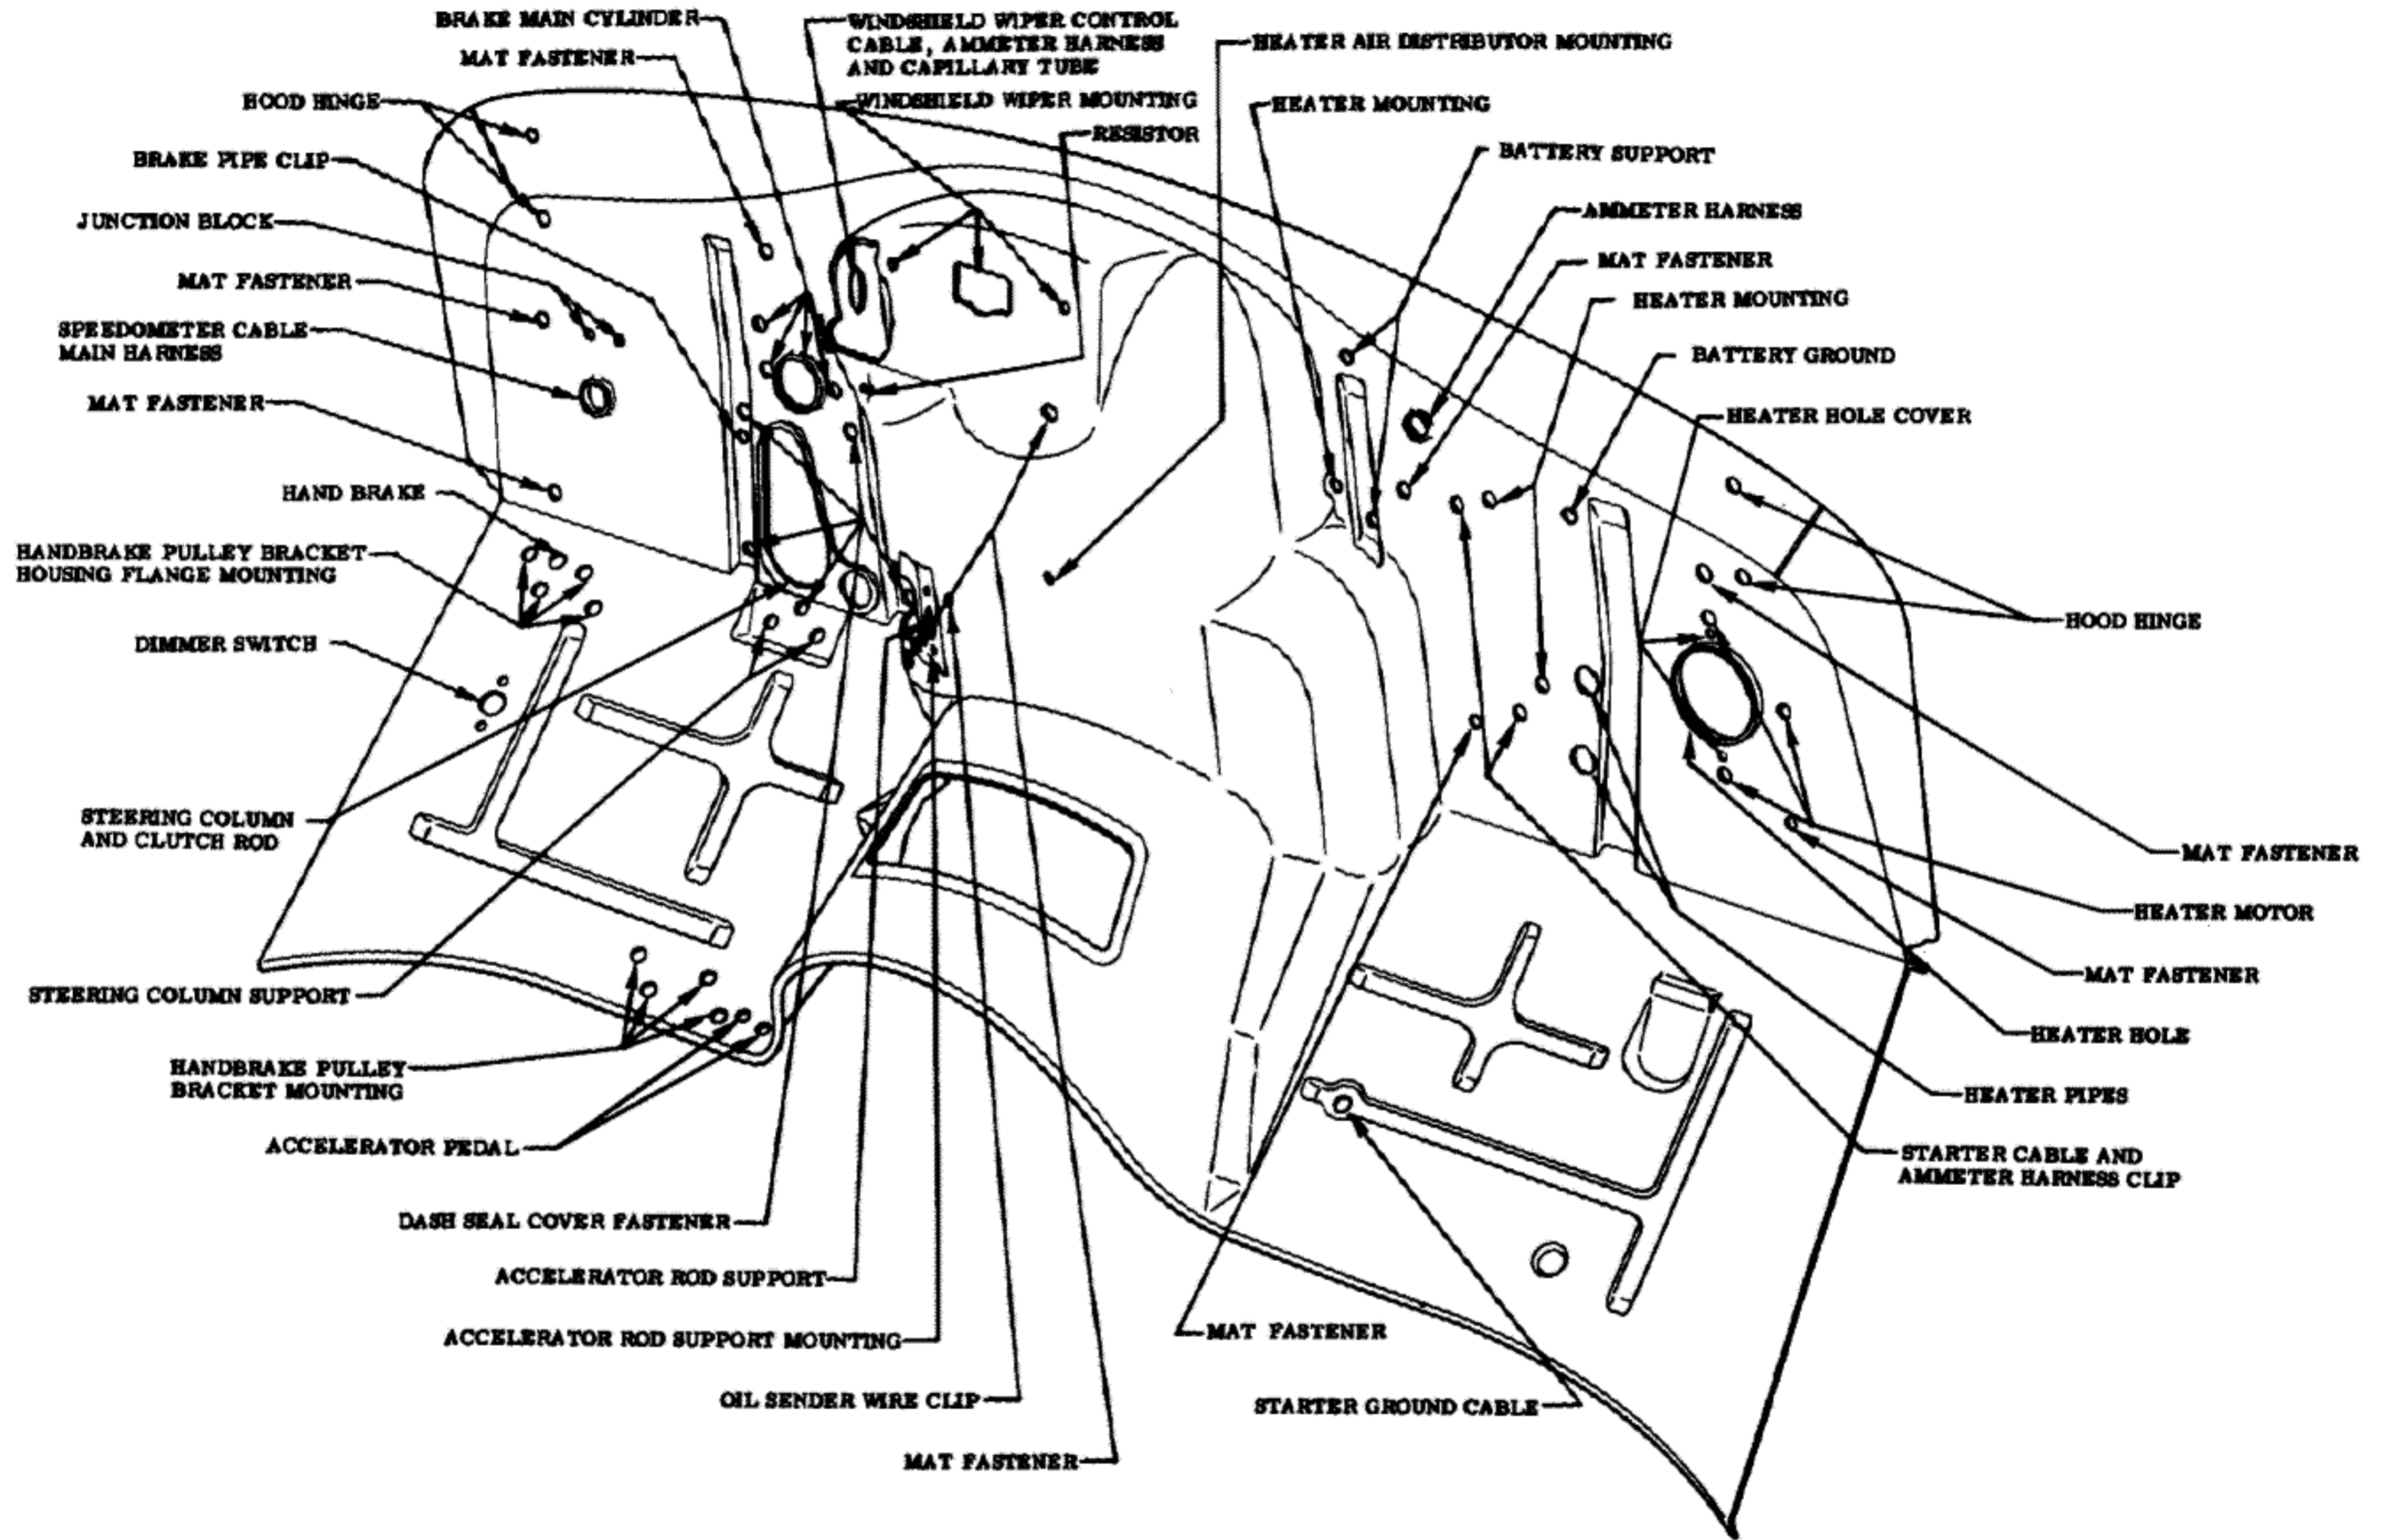 BRAKE MAIN CYLINDER
MAT FASTENER
HOOD HINGE
BRAKE PIPE CLIP
JUNCTION BLOCK
MAT FASTENER
SPEEDOMETER CABLE
MAIN HARNESS
MAT FASTENER
HAND BRAKE
HANDBRAKE PULLEY BRACKET
HOUSING FLANGE MOUNTING
DIMMER SWITCH
STEERING COLUMN
AND CLUTCH ROD
STEERING COLUMN SUPPORT
HANDBRAKE PULLEY
BRACKET MOUNTING
ACCELERATOR PEDAL
DASH SEAL COVER FASTENER
ACCELERATOR ROD SUPPORT
ACCELERATOR ROD SUPPORT MOUNTING
OIL SENDER WIRE CLIP
MAT FASTENER
WINDSHIELD WIPER CONTROL
CABLE, AMMETER HARNESS
AND CAPILLARY TUBE
WINDSHIELD WIPER MOUNTING
RESISTOR
HEATER AIR DISTRIBUTOR MOUNTING
HEATER MOUNTING
BATTERY SUPPORT
AMMETER HARNESS
MAT FASTENER
HEATER MOUNTING
BATTERY GROUND
HEATER HOLE COVER
HOOD HINGE
MAT FASTENER
HEATER MOTOR
MAT FASTENER
HEATER HOLE
HEATER PIPES
STARTER CABLE AND
AMMETER HARNESS CLIP
MAT FASTENER
STARTER GROUND CABLE